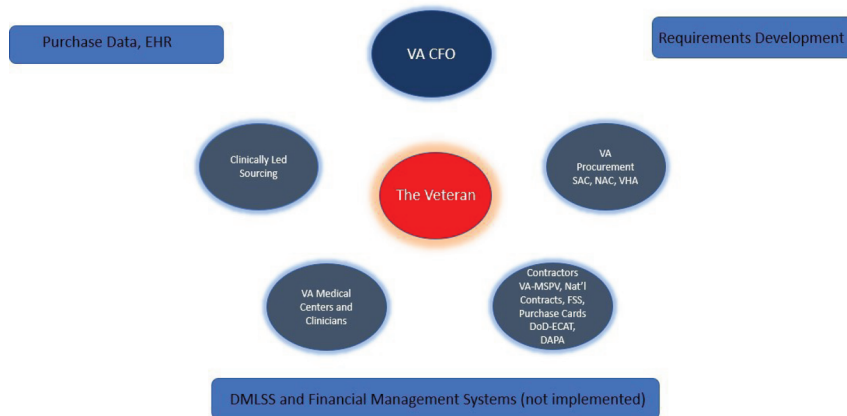 Purchase Data, EHR
VA CFO
Requirements Development
Clinically Led
Sourcing
The Veteran
VA
Procurement
SAC, NAC, VHA
VA Medical
Centers and
Clinicians
Contractors
VA-MSPV, Nat'l
Contracts, FSS,
Purchase Cards
DoD-ECAT,
DAPA
DMLSS and Financial Management Systems (not implemented)